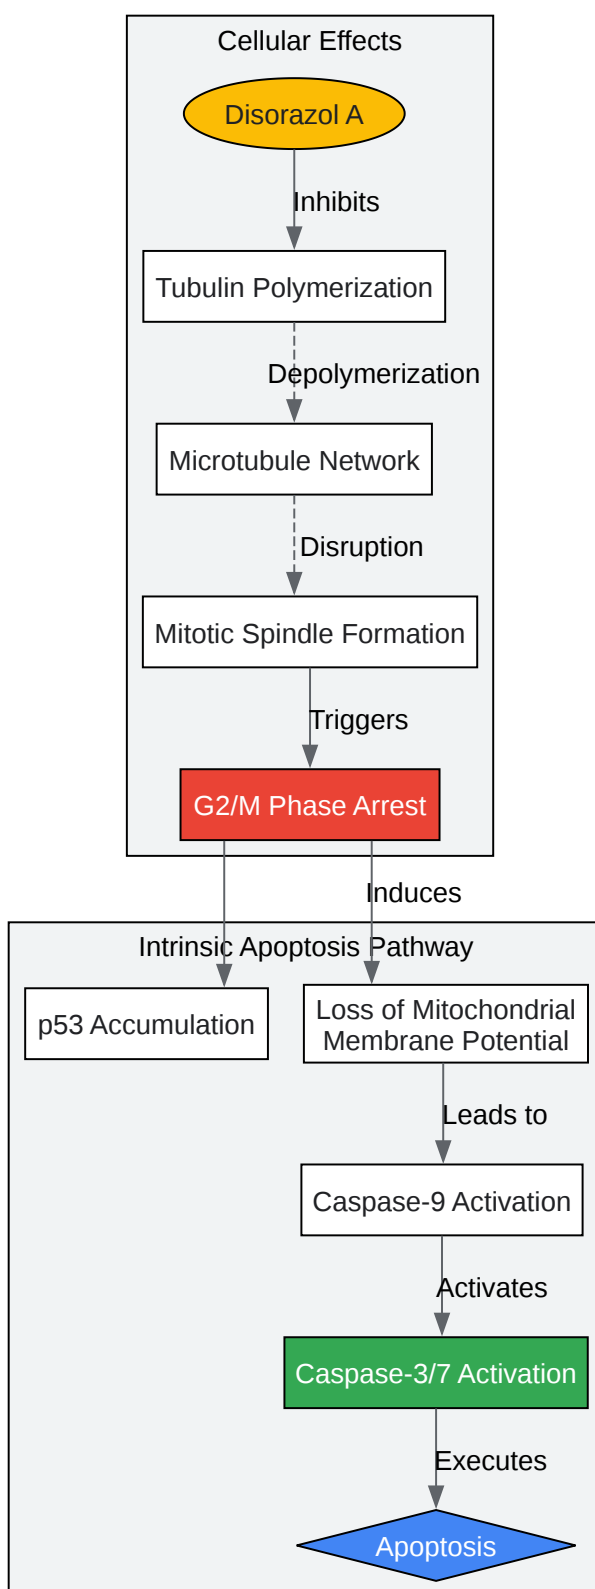 Cellular Effects
Disorazol A
Inhibits
Tubulin Polymerization
Depolymerization
Microtubule Network
Disruption
Mitotic Spindle Formation
Triggers
G2/M Phase Arrest
Induces
Intrinsic Apoptosis Pathway
p53 Accumulation
Loss of Mitochondrial
Membrane Potential
Leads to
Caspase-9 Activation
Activates
Caspase-3/7 Activation
Executes
Apoptosis